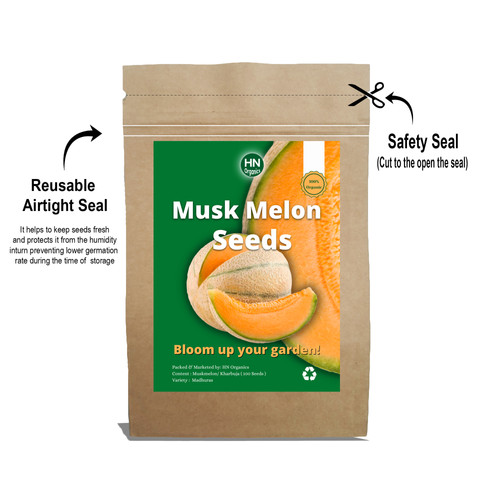 HN
Organics
100%
Organic
Musk Melon
Seeds
Bloom up your garden!
Packed & Marketed by: HN Organics
Content : Muskmelon/ Kharbuja ( 100 Seeds )
Variety : Madhuras
Reusable
Airtight Seal
It helps to keep seeds fresh
and protects it from the humidity
inturn preventing lower germation
rate during the time of storage
Safety Seal
(Cut to the open the seal)